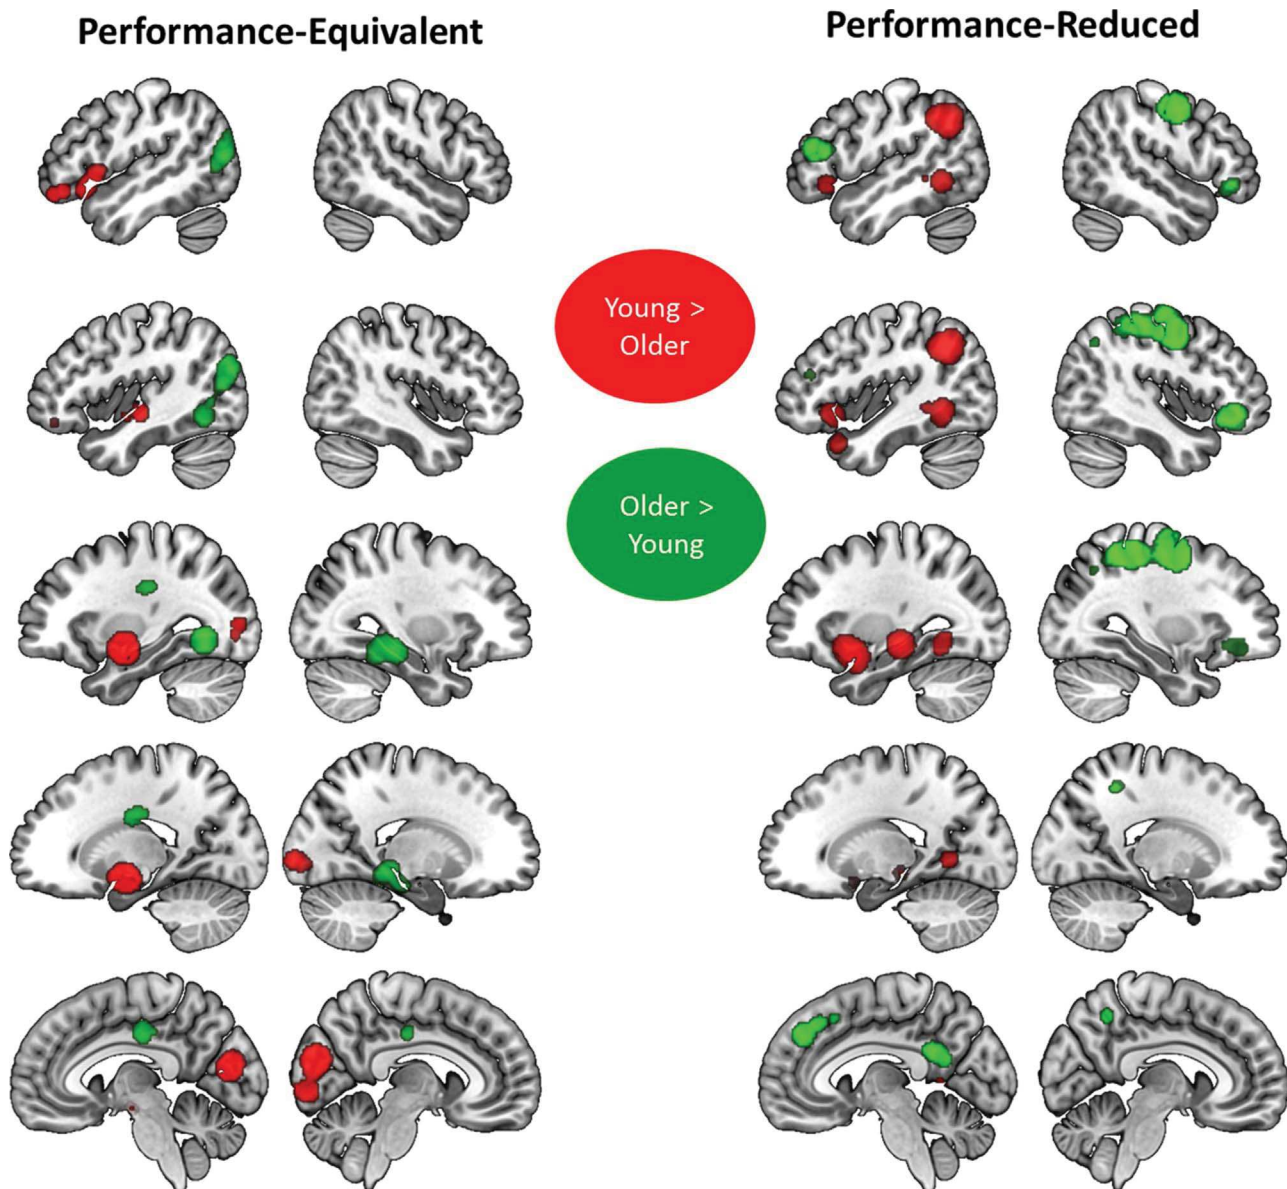 Performance-Equivalent
Performance-Reduced
Young >
Older
Older >
Young